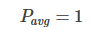 P_avg = 1